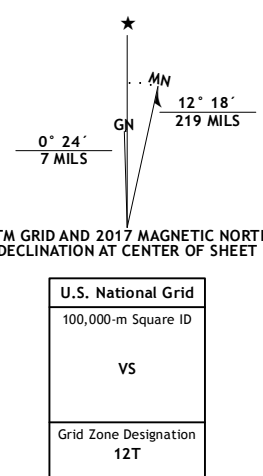 ★
MN
GN
12° 18´
219 MILS
0° 24´
7 MILS
TM GRID AND 2017 MAGNETIC NORTH
DECLINATION AT CENTER OF SHEET
U.S. National Grid
100,000-m Square ID
VS
Grid Zone Designation
12T